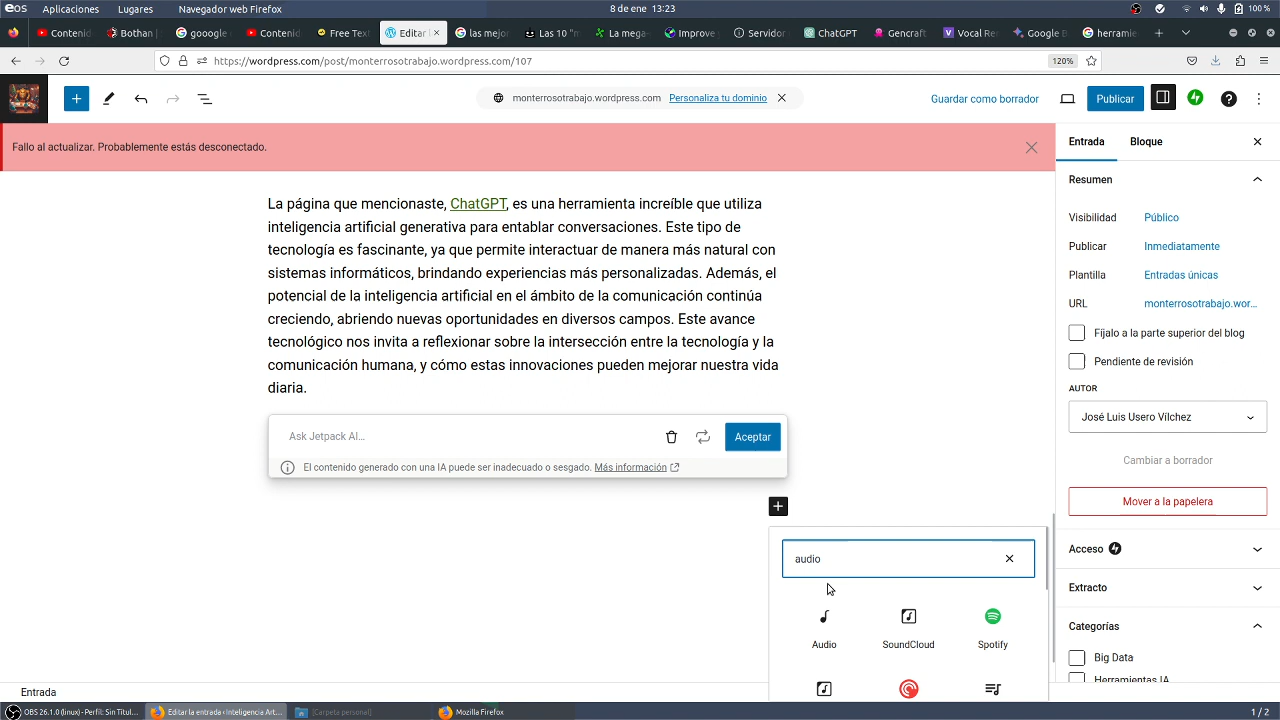 eos Aplicaciones Lugares Navegador web Firefox 8 de ene 13:23 100 %
Contenid Bothan gooogle Contenid Free Text Editar las mejor Las 10 "m La mega- Improve Servidor ChatGPT Gencraft Vocal Re Google B herramie
https://wordpress.com/post/monterrosotrabajo.wordpress.com/107 120%
monterrosotrabajo.wordpress.com Personaliza tu dominio Guardar como borrador Publicar
Fallo al actualizar. Probablemente estás desconectado.
La página que mencionaste, ChatGPT, es una herramienta increíble que utiliza
inteligencia artificial generativa para entablar conversaciones. Este tipo de
tecnología es fascinante, ya que permite interactuar de manera más natural con
sistemas informáticos, brindando experiencias más personalizadas. Además, el
potencial de la inteligencia artificial en el ámbito de la comunicación continúa
creciendo, abriendo nuevas oportunidades en diversos campos. Este avance
tecnológico nos invita a reflexionar sobre la intersección entre la tecnología y la
comunicación humana, y cómo estas innovaciones pueden mejorar nuestra vida
diaria.
Ask Jetpack AI... Aceptar
El contenido generado con una IA puede ser inadecuado o sesgado. Más información
audio
Audio SoundCloud Spotify
Entrada Bloque
Resumen
Visibilidad Público
Publicar Inmediatamente
Plantilla Entradas únicas
URL monterrosotrabajo.wor...
Fíjalo a la parte superior del blog
Pendiente de revisión
AUTOR
José Luis Usero Vílchez
Cambiar a borrador
Mover a la papelera
Acceso
Extracto
Categorías
Big Data
Herramientas IA
Entrada
OBS 26.1.0 (linux) - Perfil: Sin Titul... Editar la entrada ‹ Inteligencia Art... [Carpeta personal] Mozilla Firefox 1 / 2